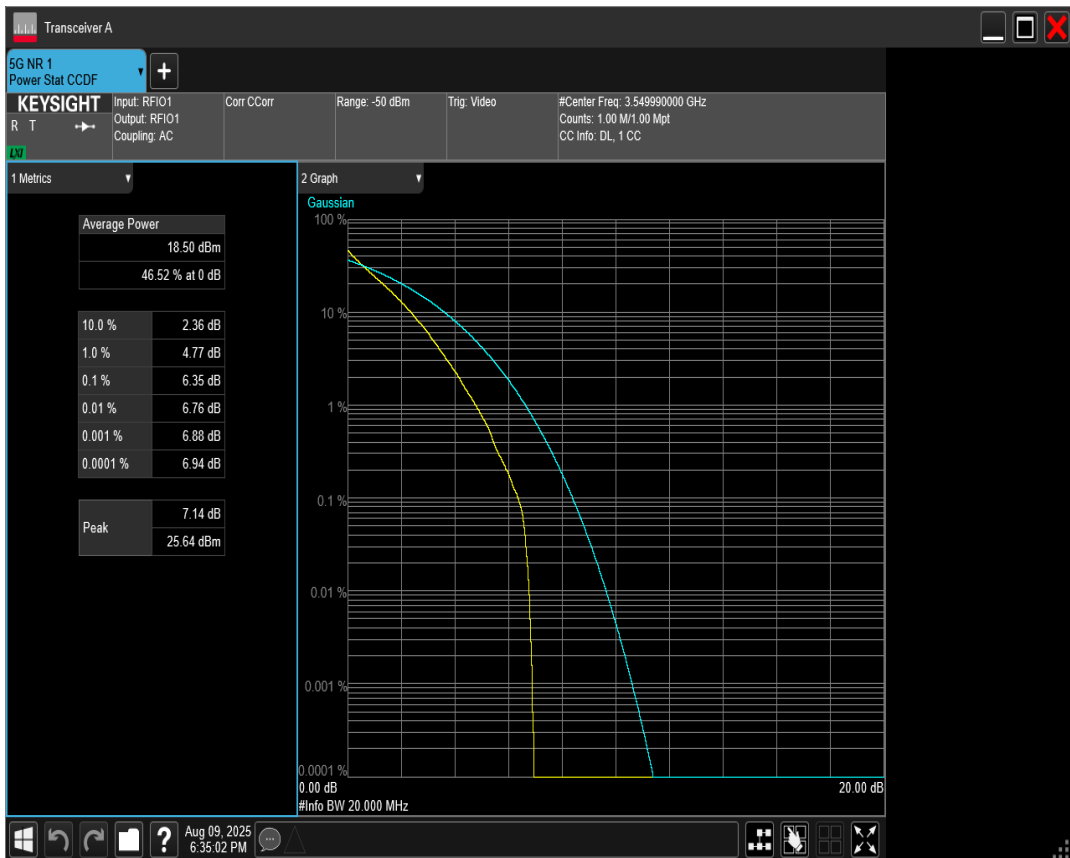 Transceiver A
5G NR 1
Power Stat CCDF
KEYSIGHT
R T
LXI
Input: RFIO1
Output: RFIO1
Coupling: AC
Corr CCorr
Range: -50 dBm
Trig: Video
#Center Freq: 3.549990000 GHz
Counts: 1.00 M/1.00 Mpt
CC Info: DL, 1 CC
1 Metrics
Average Power
18.50 dBm
46.52 % at 0 dB
10.0 % 2.36 dB
1.0 % 4.77 dB
0.1 % 6.35 dB
0.01 % 6.76 dB
0.001 % 6.88 dB
0.0001 % 6.94 dB
Peak 7.14 dB
25.64 dBm
2 Graph
Gaussian
100 %
10 %
1 %
0.1 %
0.01 %
0.001 %
0.0001 %
0.00 dB 20.00 dB
#Info BW 20.000 MHz
?
Aug 09, 2025
6:35:02 PM